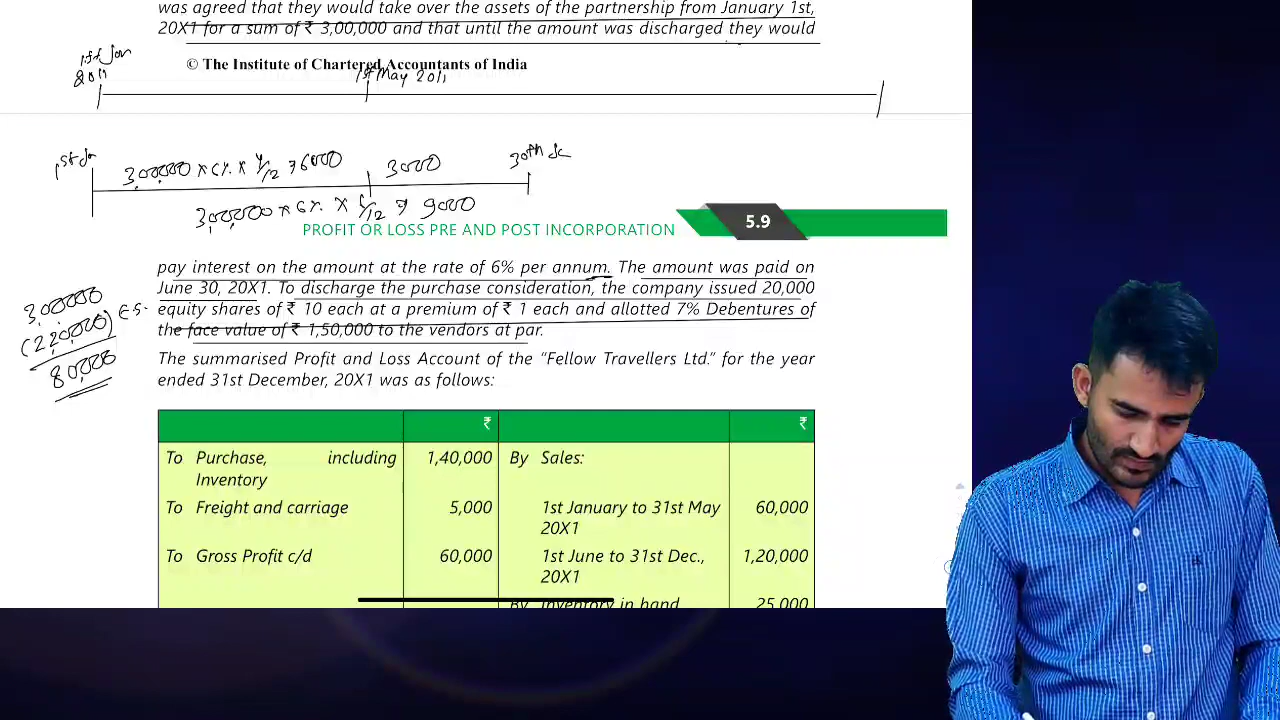 was agreed that they would take over the assets of the partnership from January 1st,
20X1 for a sum of ₹ 3,00,000 and that until the amount was discharged they would
1st Jan
2011
© The Institute of Chartered Accountants of India
1st May 2011
3,00,000 × 6% × 4/12 → 6000
3000
3,00,000 × 6% × 6/12 → 9000
5.9
PROFIT OR LOSS PRE AND POST INCORPORATION
pay interest on the amount at the rate of 6% per annum. The amount was paid on
June 30, 20X1. To discharge the purchase consideration, the company issued 20,000
equity shares of ₹ 10 each at a premium of ₹ 1 each and allotted 7% Debentures of
the face value of ₹ 1,50,000 to the vendors at par.
3,00,000
(2,20,000) E.S.
80,000
The summarised Profit and Loss Account of the "Fellow Travellers Ltd." for the year
ended 31st December, 20X1 was as follows:
₹ ₹
To Purchase, including Inventory 1,40,000 By Sales:
To Freight and carriage 5,000 1st January to 31st May 20X1 60,000
To Gross Profit c/d 60,000 1st June to 31st Dec., 20X1 1,20,000
By Inventory in hand 25,000